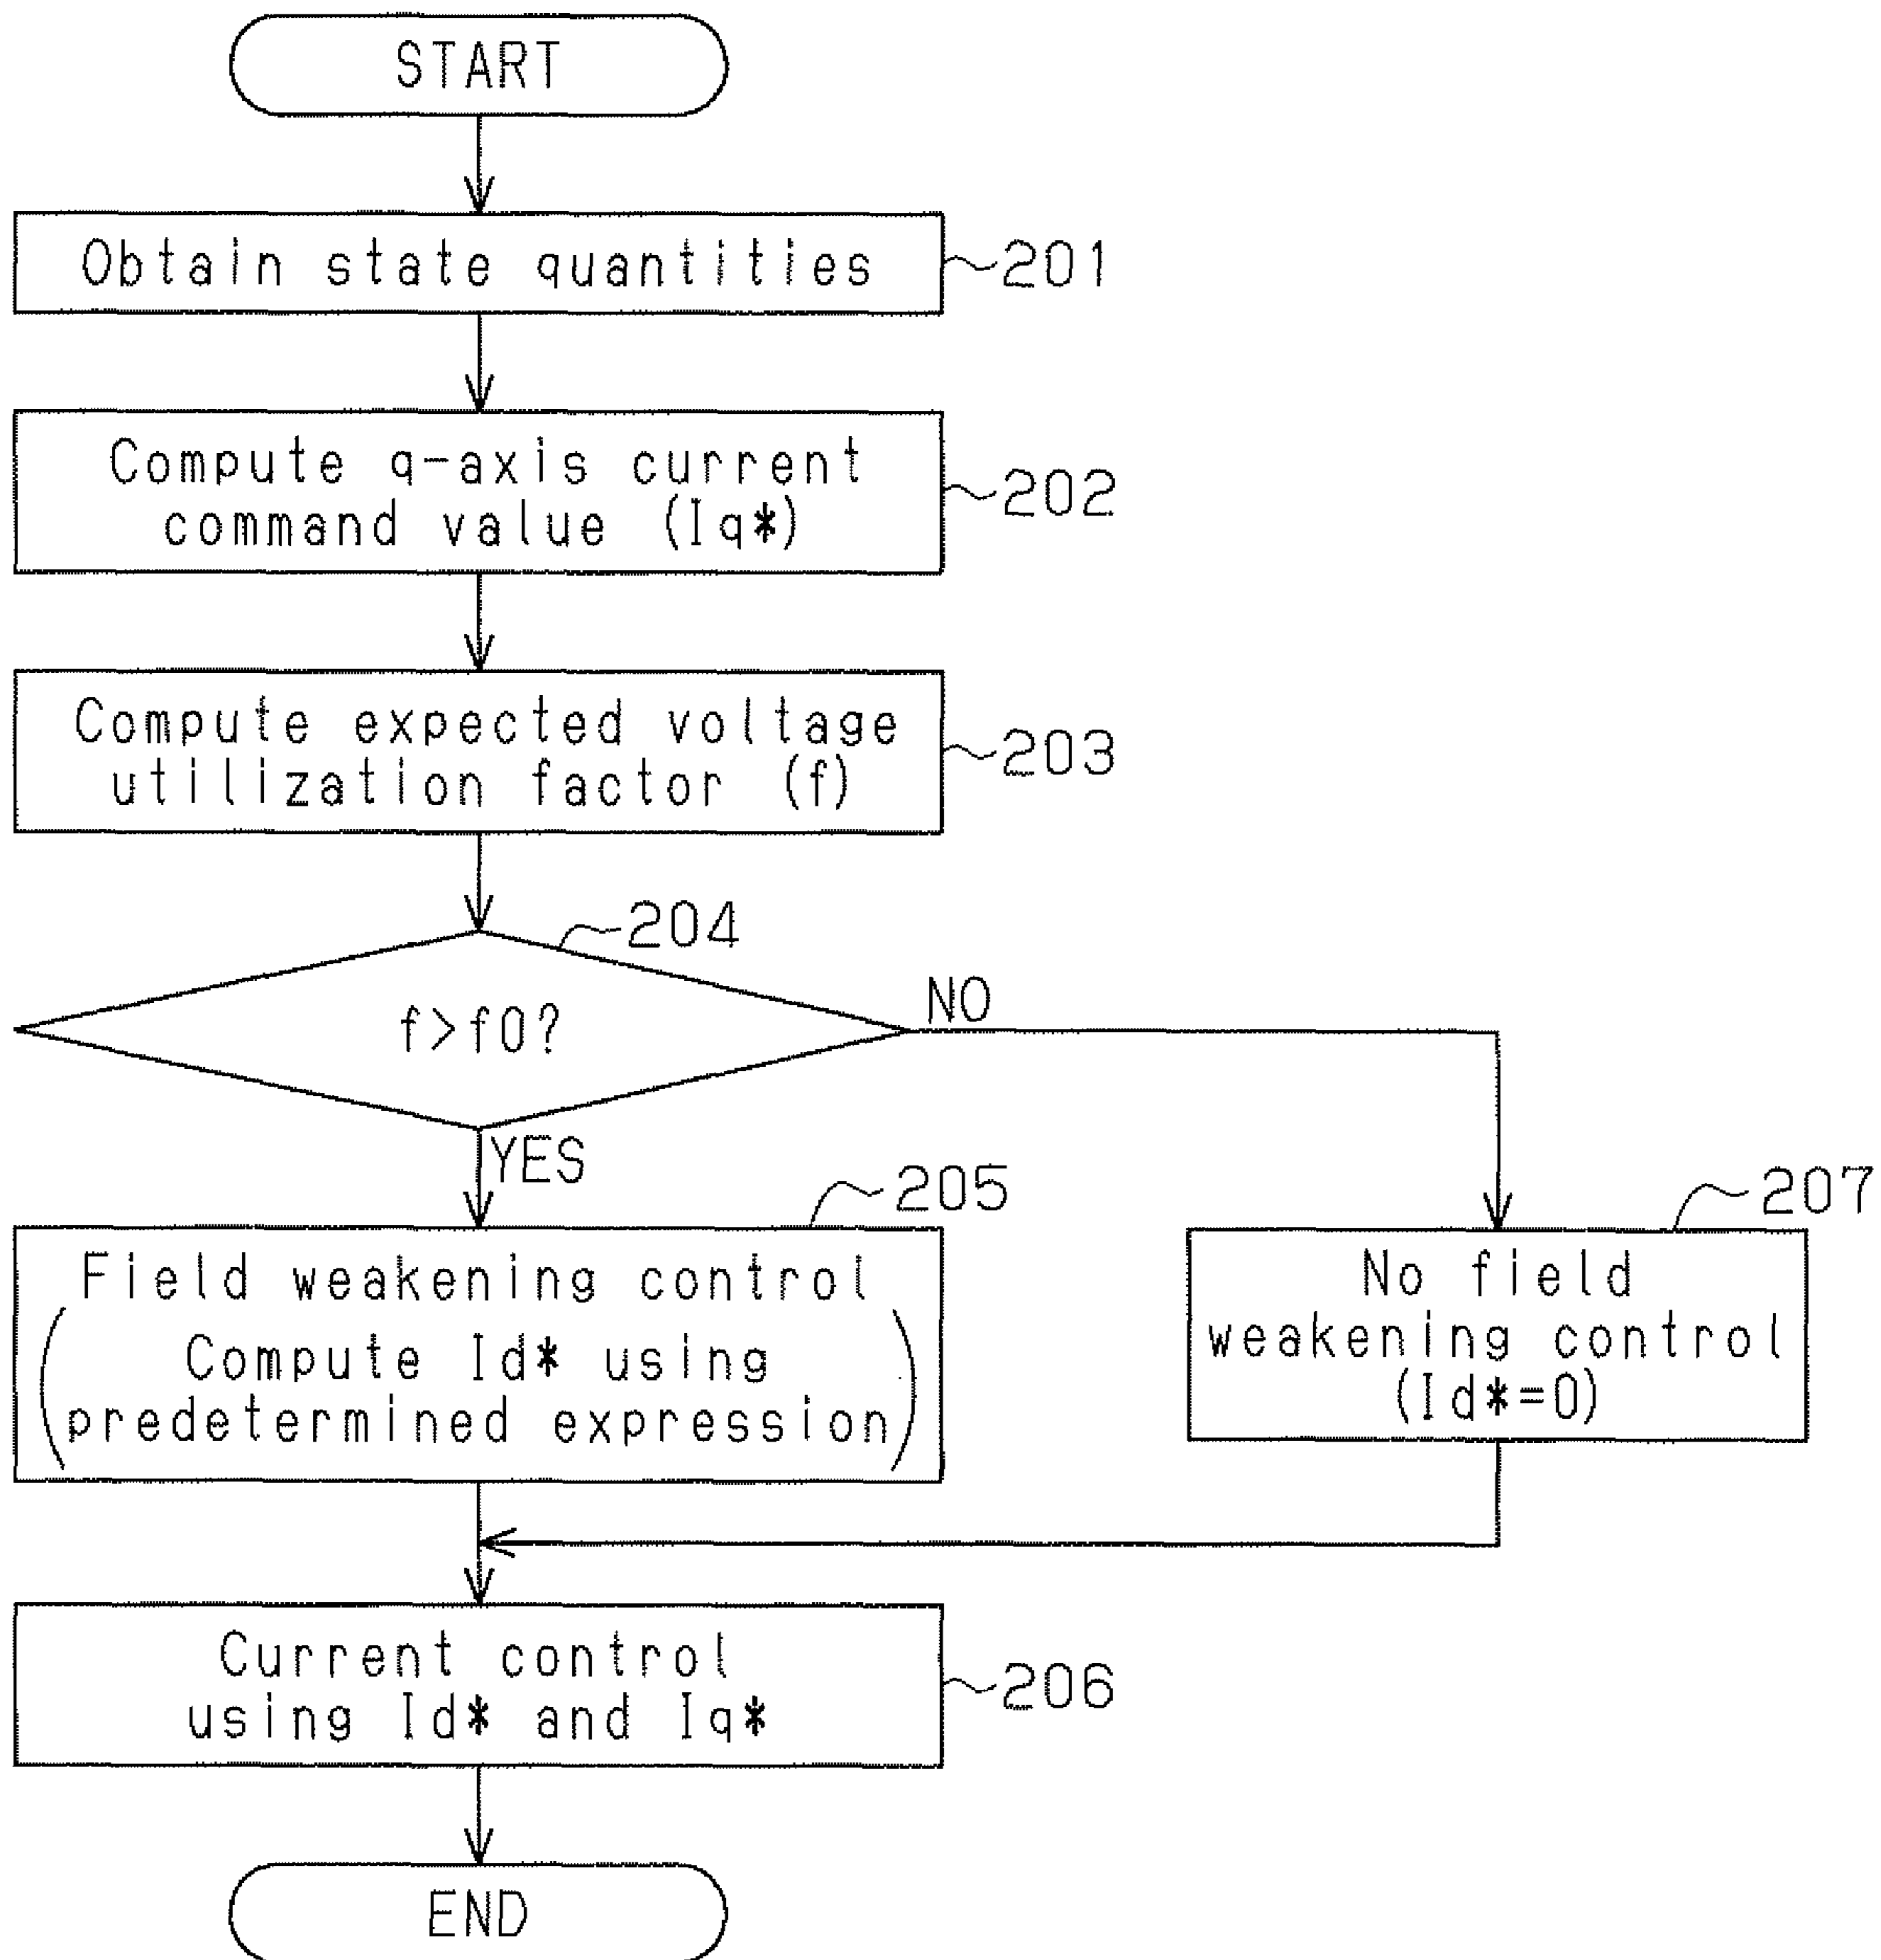 START
Obtain state quantities
201
Compute q-axis current
command value (Iq*)
202
Compute expected voltage
utilization factor (f)
203
204
f>f0?
NO
YES
205
Field weakening control
Compute Id* using
predetermined expression
207
No field
weakening control
(Id*=0)
Current control
using Id* and Iq*
206
END